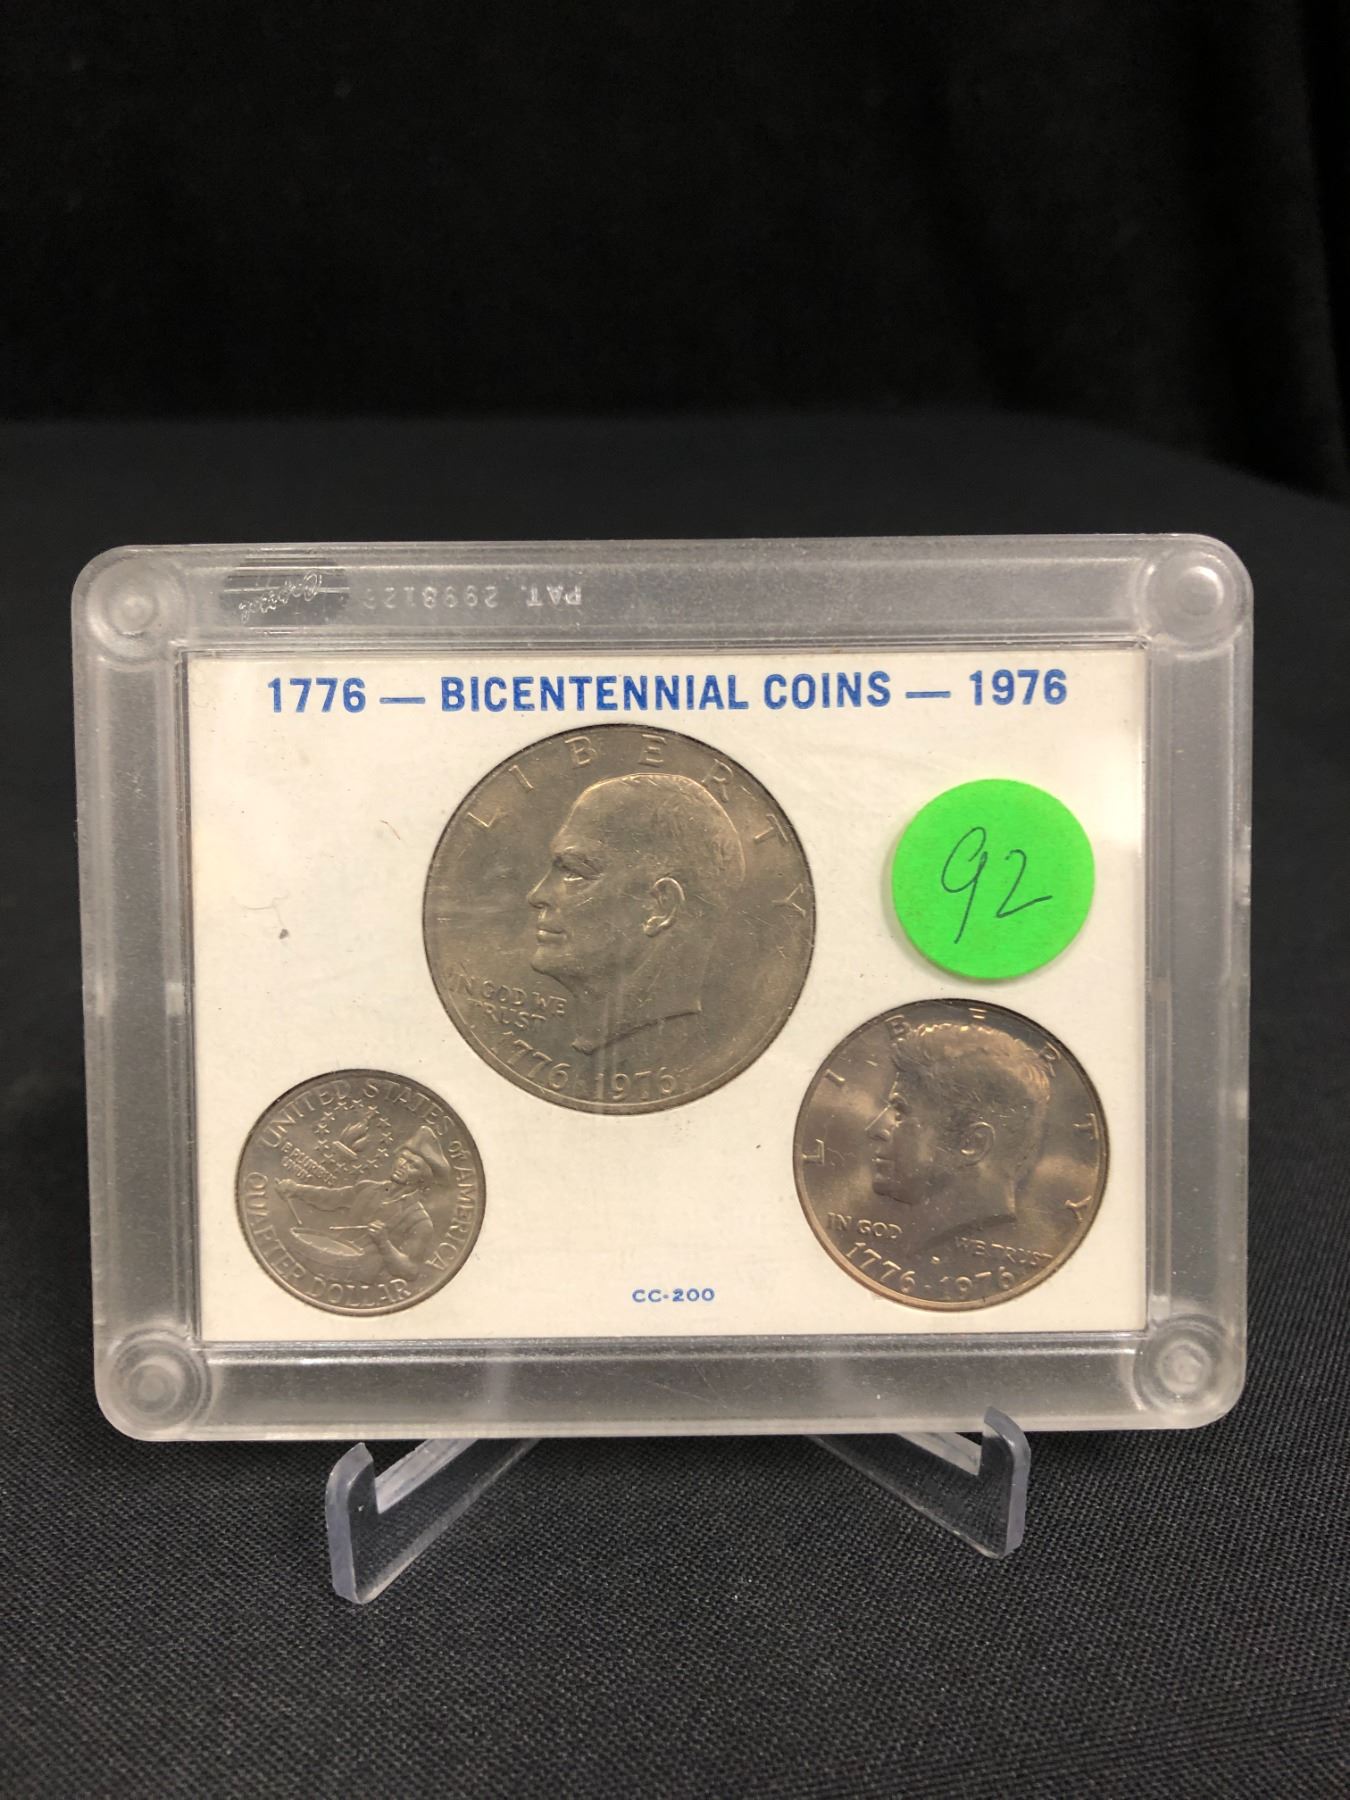 PAT. 299812
1776 — BICENTENNIAL COINS — 1976
LIBERTY
IN GOD WE
TRUST
1776·1976
92
UNITED STATES OF AMERICA
E PLURIBUS
UNUM
QUARTER DOLLAR
LIBERTY
IN GOD WE TRUST
1776·1976
CC-200